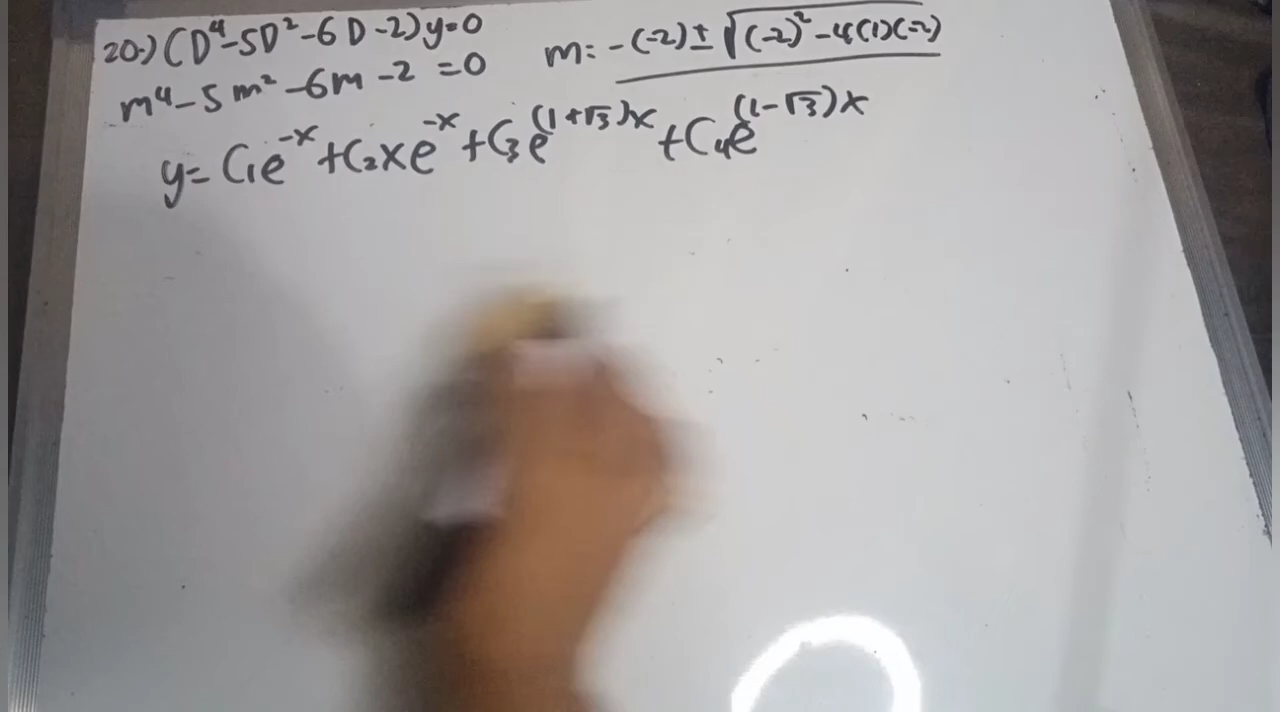 20.) (D⁴-5D²-6D-2)y=0
m⁴-5m²-6m-2=0
m= -(-2)±√((-2)²-4(1)(-2))
y= C₁e^(-x)+C₂xe^(-x)+C₃e^((1+√3)x)+C₄e^((1-√3)x)